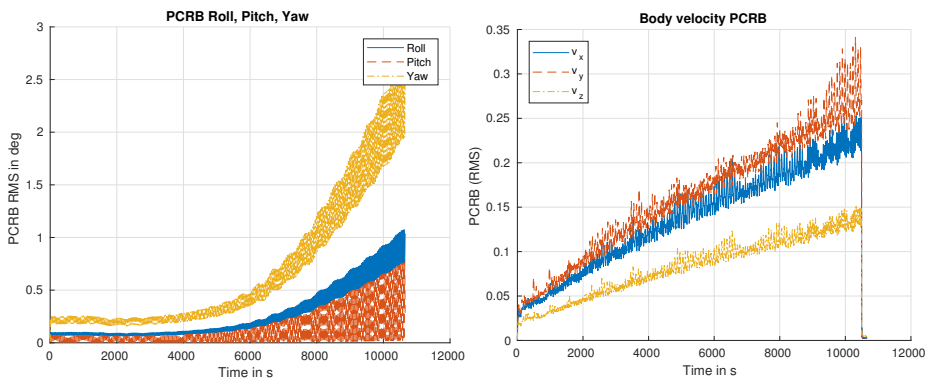 PCRB Roll, Pitch, Yaw
PCRB RMS in deg
3
2.5
2
1.5
1
0.5
0
Roll
Pitch
Yaw
0 2000 4000 6000 8000 10000 12000
Time in s
Body velocity PCRB
PCRB (RMS)
0.35
0.3
0.25
0.2
0.15
0.1
0.05
0
v x
v y
v z
0 2000 4000 6000 8000 10000 12000
Time in s